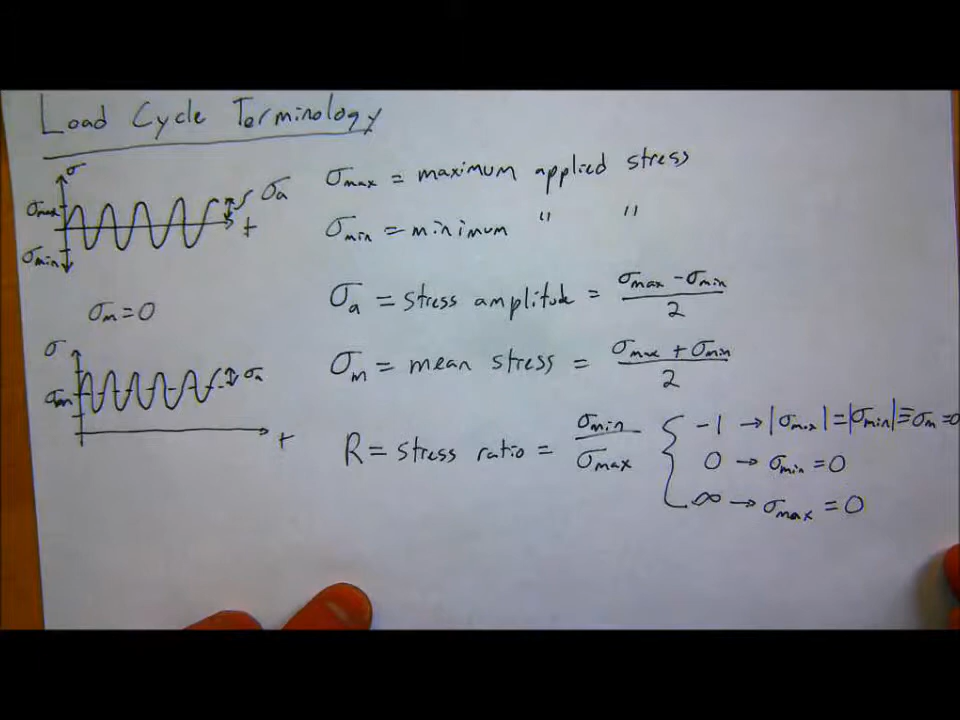 Load Cycle Terminology
σ
σmax
σa
t
σmin
σm = 0
σ
σm
σa
t
σmax = maximum applied stress
σmin = minimum " "
σa = stress amplitude = (σmax - σmin) / 2
σm = mean stress = (σmax + σmin) / 2
R = stress ratio = σmin / σmax
-1 → |σmax| = |σmin| ≡ σm = 0
0 → σmin = 0
∞ → σmax = 0